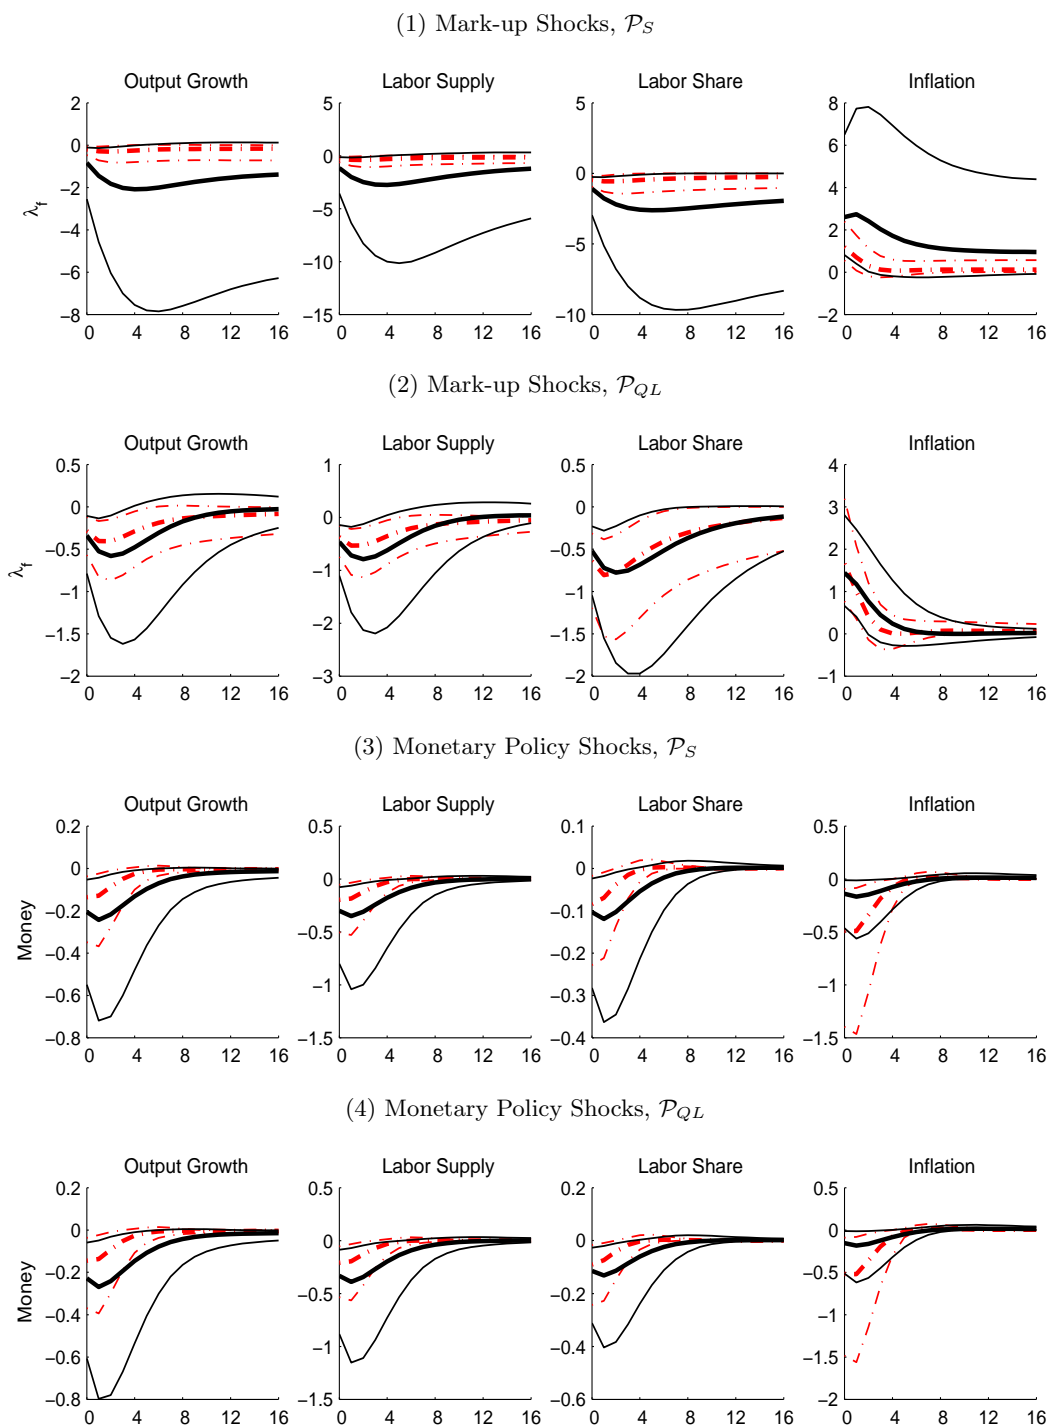 (1) Mark-up Shocks, 𝒫_S
Output Growth Labor Supply Labor Share Inflation
2 5 5 8
0 0 0 6
−2 −5 0 4
−4 −5 2
−6 −10 0
−8 −15 −10 −2
λ_f
0 4 8 12 16 0 4 8 12 16 0 4 8 12 16 0 4 8 12 16
(2) Mark-up Shocks, 𝒫_QL
Output Growth Labor Supply Labor Share Inflation
0.5 1 0.5 4
0 0 0 3
−0.5 −1 −0.5 2
−1 −2 −1 1
−1.5 −1.5 0
−2 −3 −2 −1
λ_f
0 4 8 12 16 0 4 8 12 16 0 4 8 12 16 0 4 8 12 16
(3) Monetary Policy Shocks, 𝒫_S
Output Growth Labor Supply Labor Share Inflation
0.2 0.5 0.1 0.5
0 0 0 0
−0.2 −0.5 −0.1 −0.5
−0.4 −1 −0.2 −1
−0.6 −0.3
−0.8 −1.5 −0.4 −1.5
Money
0 4 8 12 16 0 4 8 12 16 0 4 8 12 16 0 4 8 12 16
(4) Monetary Policy Shocks, 𝒫_QL
Output Growth Labor Supply Labor Share Inflation
0.2 0.5 0.2 0.5
0 0 0 0
−0.2 −0.5 −0.2 −0.5
−0.4 −1 −0.4 −1
−0.6 −1.5
−0.8 −1.5 −0.6 −2
Money
0 4 8 12 16 0 4 8 12 16 0 4 8 12 16 0 4 8 12 16